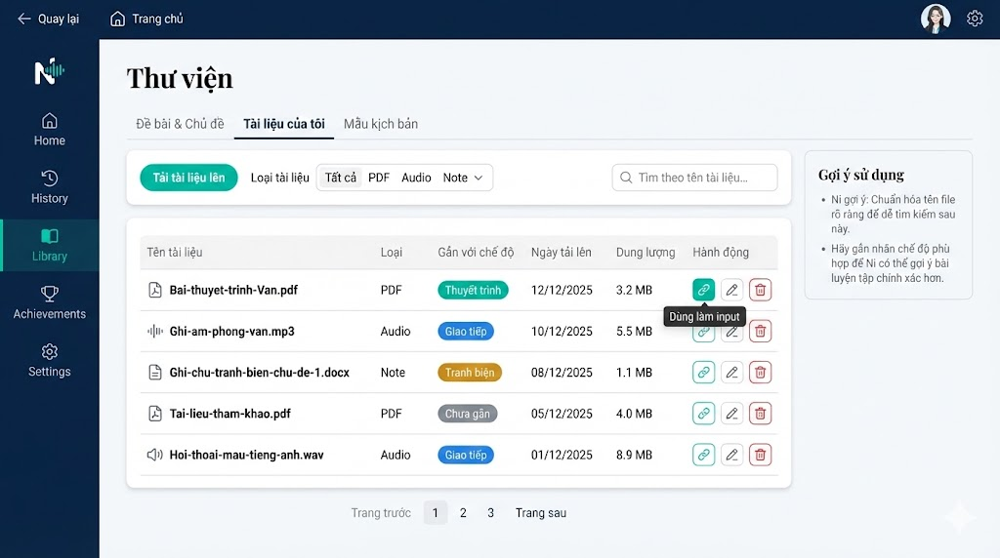 Quay lại
Trang chủ
N
Home
History
Library
Achievements
Settings
Thư viện
Đề bài & Chủ đề
Tài liệu của tôi
Mẫu kịch bản
Tải tài liệu lên
Loại tài liệu
Tất cả
PDF
Audio
Note
Tìm theo tên tài liệu...
Tên tài liệu Loại Gắn với chế độ Ngày tải lên Dung lượng Hành động
Bai-thuyet-trinh-Van.pdf PDF Thuyết trình 12/12/2025 3.2 MB
Dùng làm input
Ghi-am-phong-van.mp3 Audio Giao tiếp 10/12/2025 5.5 MB
Ghi-chu-tranh-bien-chu-de-1.docx Note Tranh biện 08/12/2025 1.1 MB
Tai-lieu-tham-khao.pdf PDF Chưa gắn 05/12/2025 4.0 MB
Hoi-thoai-mau-tieng-anh.wav Audio Giao tiếp 01/12/2025 8.9 MB
Trang trước 1 2 3 Trang sau
Gợi ý sử dụng
• Ni gợi ý: Chuẩn hóa tên file
rõ ràng để dễ tìm kiếm sau
này.
• Hãy gắn nhãn chế độ phù
hợp để Ni có thể gợi ý bài
luyện tập chính xác hơn.